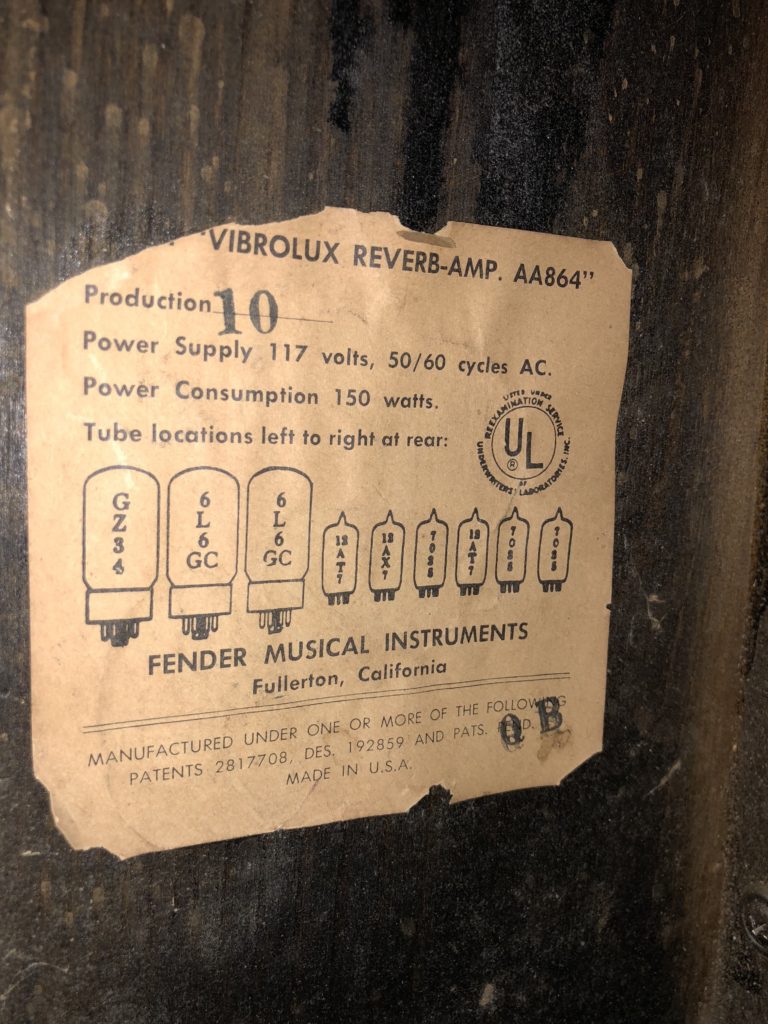 "VIBROLUX REVERB-AMP. AA864"
Production 10
Power Supply 117 volts, 50/60 cycles AC.
Power Consumption 150 watts.
Tube locations left to right at rear:
LISTED UNDER REEXAMINATION SERVICE
UL
®
OF UNDERWRITERS' LABORATORIES, INC.
GZ34
6L6GC
6L6GC
12AT7
12AX7
7025
12AT7
7025
7025
FENDER MUSICAL INSTRUMENTS
Fullerton, California
MANUFACTURED UNDER ONE OR MORE OF THE FOLLOWING
PATENTS 2817708, DES. 192859 AND PATS. PEND.
QB
MADE IN U.S.A.